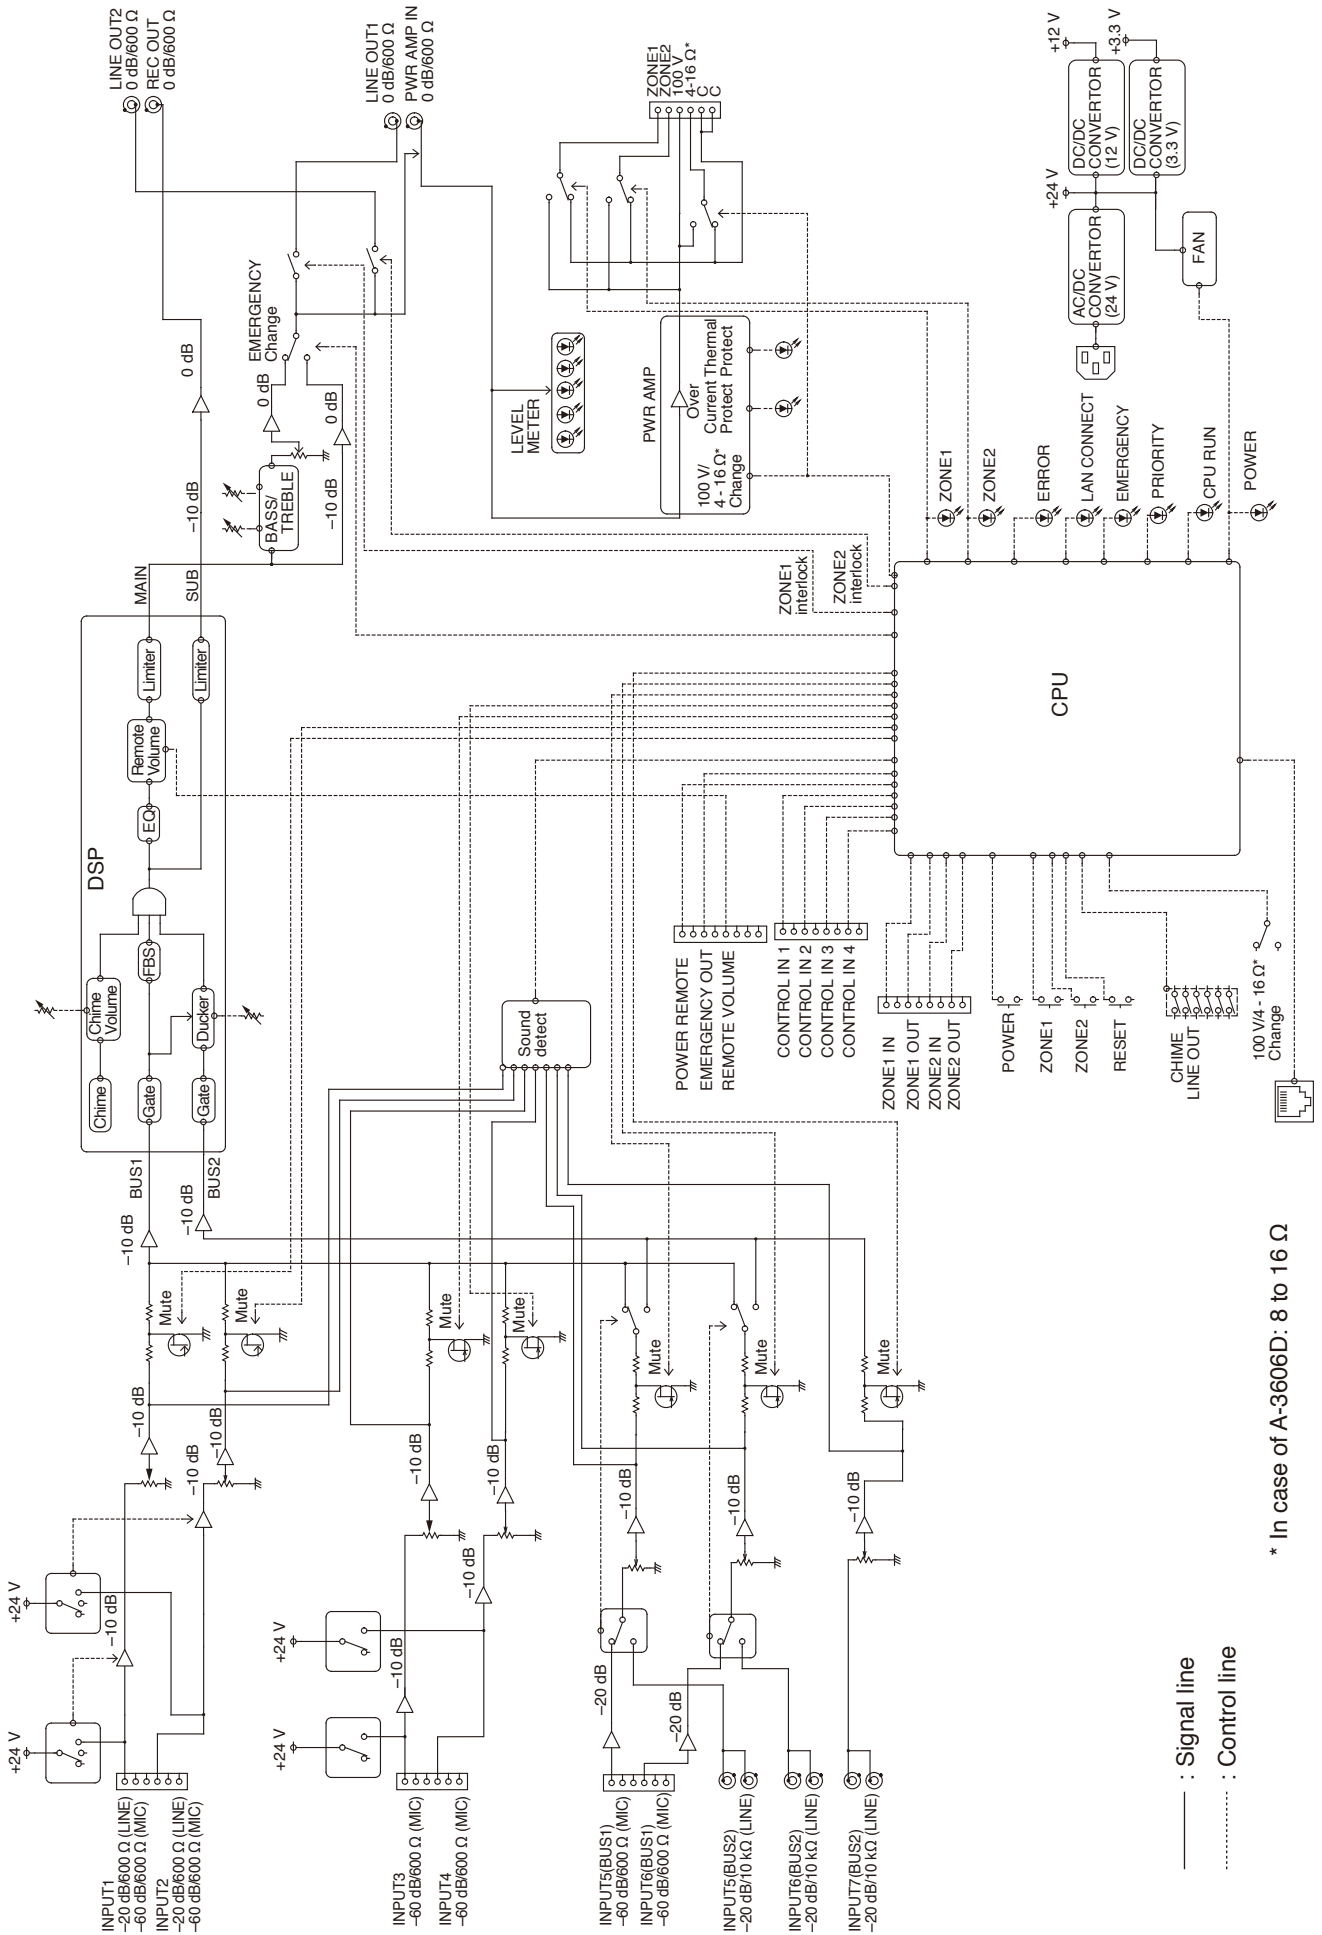 LINE OUT2
0 dB/600 Ω
REC OUT
0 dB/600 Ω
LINE OUT1
0 dB/600 Ω
PWR AMP IN
0 dB/600 Ω
ZONE1
ZONE2
100 V
4-16 Ω*
C
C
+12 V
+3.3 V
DC/DC
CONVERTOR
(12 V)
DC/DC
CONVERTOR
(3.3 V)
+24 V
AC/DC
CONVERTOR
(24 V)
FAN
0 dB
EMERGENCY
Change
0 dB
0 dB
BASS/
TREBLE
–10 dB
–10 dB
LEVEL
METER
PWR AMP
Over
Current
Protect
Thermal
Protect
100 V/
4 - 16 Ω*
Change
MAIN
SUB
DSP
Limiter
Limiter
Remote
Volume
EQ
FBS
Chime
Volume
Ducker
Chime
Gate
Gate
BUS1
BUS2
–10 dB
–10 dB
ZONE1
interlock
ZONE2
interlock
ZONE1
ZONE2
ERROR
LAN CONNECT
EMERGENCY
PRIORITY
CPU RUN
POWER
CPU
Sound
detect
POWER REMOTE
EMERGENCY OUT
REMOTE VOLUME
CONTROL IN 1
CONTROL IN 2
CONTROL IN 3
CONTROL IN 4
ZONE1 IN
ZONE1 OUT
ZONE2 IN
ZONE2 OUT
POWER
ZONE1
ZONE2
RESET
CHIME
LINE OUT
100 V/4 - 16 Ω*
Change
Mute
Mute
Mute
Mute
Mute
Mute
Mute
–10 dB
–10 dB
–10 dB
–10 dB
–10 dB
–10 dB
–10 dB
–10 dB
–10 dB
–10 dB
–10 dB
–20 dB
–20 dB
+24 V
+24 V
+24 V
+24 V
INPUT1
–20 dB/600 Ω (LINE)
–60 dB/600 Ω (MIC)
INPUT2
–20 dB/600 Ω (LINE)
–60 dB/600 Ω (MIC)
INPUT3
–60 dB/600 Ω (MIC)
INPUT4
–60 dB/600 Ω (MIC)
INPUT5(BUS1)
–60 dB/600 Ω (MIC)
INPUT6(BUS1)
–60 dB/600 Ω (MIC)
INPUT5(BUS2)
–20 dB/10 kΩ (LINE)
INPUT6(BUS2)
–20 dB/10 kΩ (LINE)
INPUT7(BUS2)
–20 dB/10 kΩ (LINE)
: Signal line
: Control line
* In case of A-3606D: 8 to 16 Ω